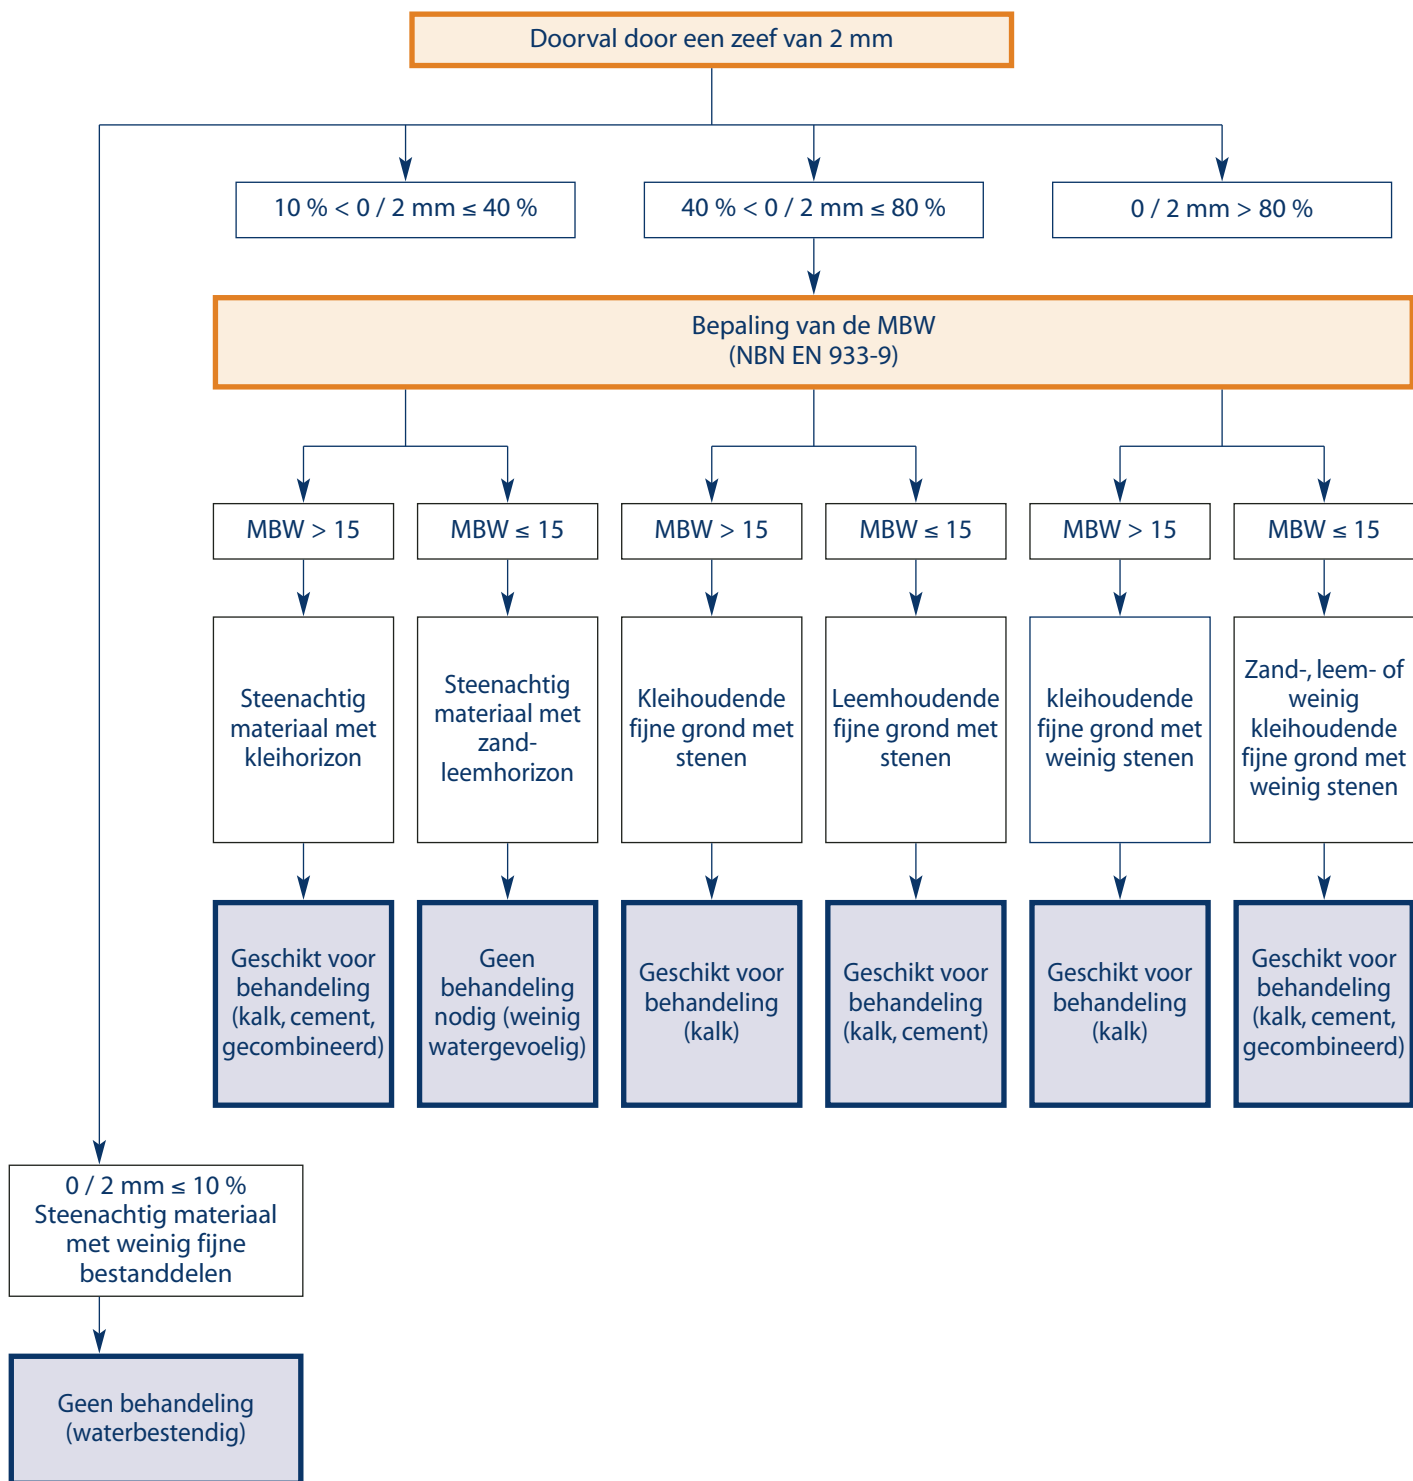 Doorval door een zeef van 2 mm
10 % < 0 / 2 mm ≤ 40 %
40 % < 0 / 2 mm ≤ 80 %
0 / 2 mm > 80 %
Bepaling van de MBW
(NBN EN 933-9)
MBW > 15
MBW ≤ 15
MBW > 15
MBW ≤ 15
MBW > 15
MBW ≤ 15
Steenachtig
materiaal met
kleihorizon
Steenachtig
materiaal met
zand-
leemhorizon
Kleihoudende
fijne grond met
stenen
Leemhoudende
fijne grond met
stenen
kleihoudende
fijne grond met
weinig stenen
Zand-, leem- of
weinig
kleihoudende
fijne grond met
weinig stenen
Geschikt voor
behandeling
(kalk, cement,
gecombineerd)
Geen
behandeling
nodig (weinig
watergevoelig)
Geschikt voor
behandeling
(kalk)
Geschikt voor
behandeling
(kalk, cement)
Geschikt voor
behandeling
(kalk)
Geschikt voor
behandeling
(kalk, cement,
gecombineerd)
0 / 2 mm ≤ 10 %
Steenachtig materiaal
met weinig fijne
bestanddelen
Geen behandeling
(waterbestendig)